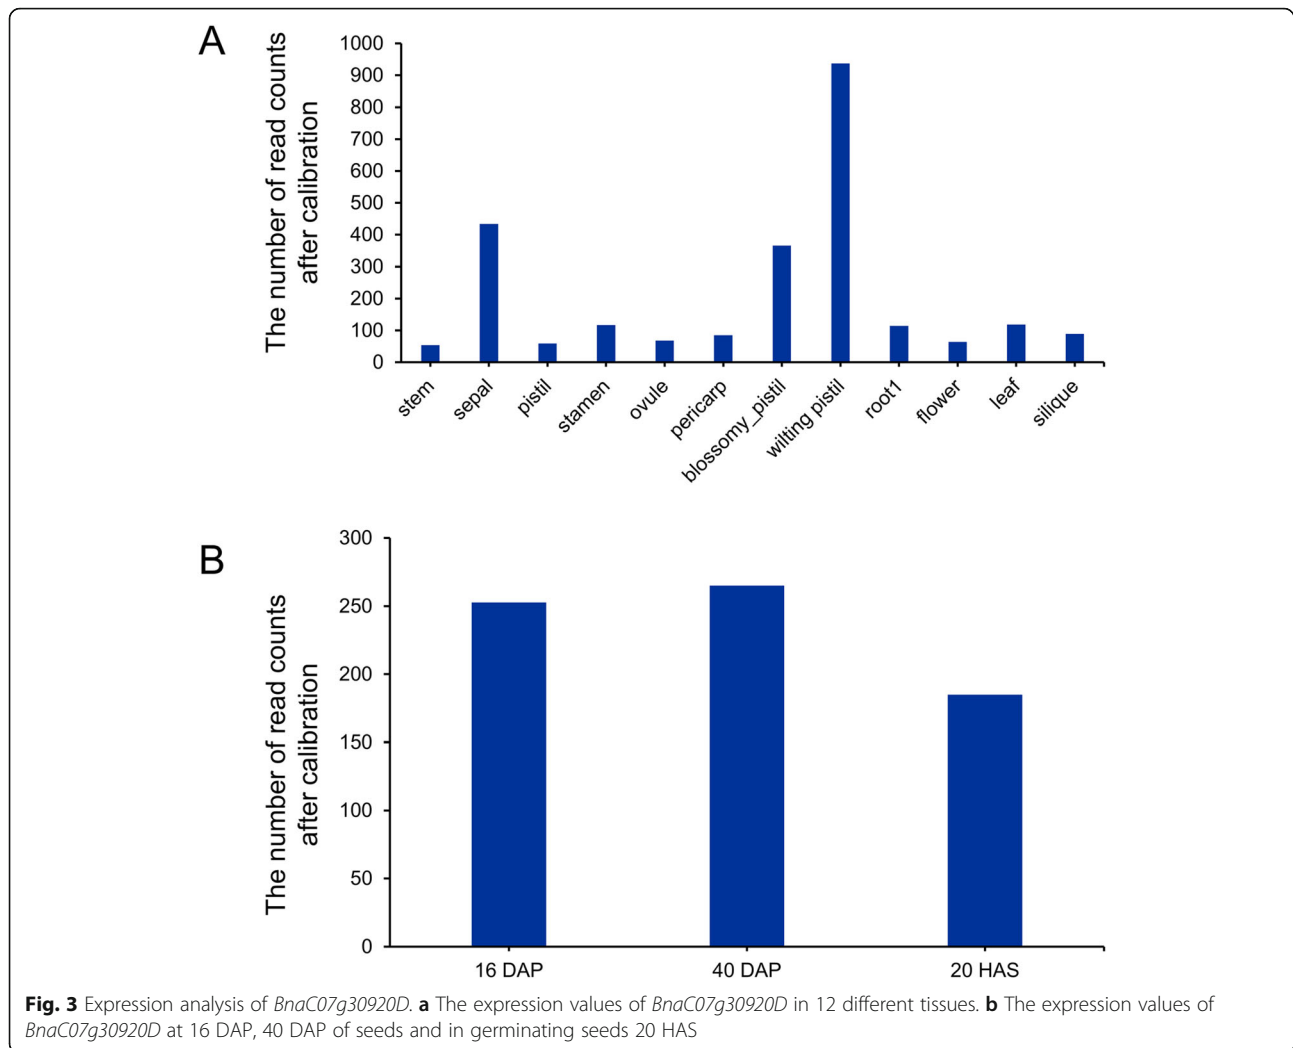 A
The number of read counts
after calibration
1000
900
800
700
600
500
400
300
200
100
0
stem
sepal
pistil
stamen
ovule
pericarp
blossomy_pistil
wilting pistil
root1
flower
leaf
silique
B
The number of read counts
after calibration
300
250
200
150
100
50
0
16 DAP
40 DAP
20 HAS
Fig. 3 Expression analysis of BnaC07g30920D. a The expression values of BnaC07g30920D in 12 different tissues. b The expression values of
BnaC07g30920D at 16 DAP, 40 DAP of seeds and in germinating seeds 20 HAS